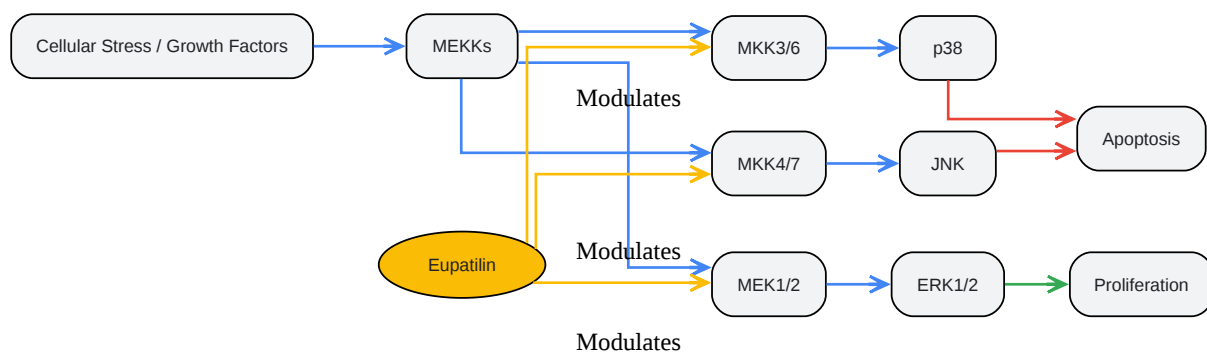 Cellular Stress / Growth Factors
MEKKs
MKK3/6
p38
Modulates
Apoptosis
MKK4/7
JNK
Modulates
Eupatilin
MEK1/2
ERK1/2
Proliferation
Modulates